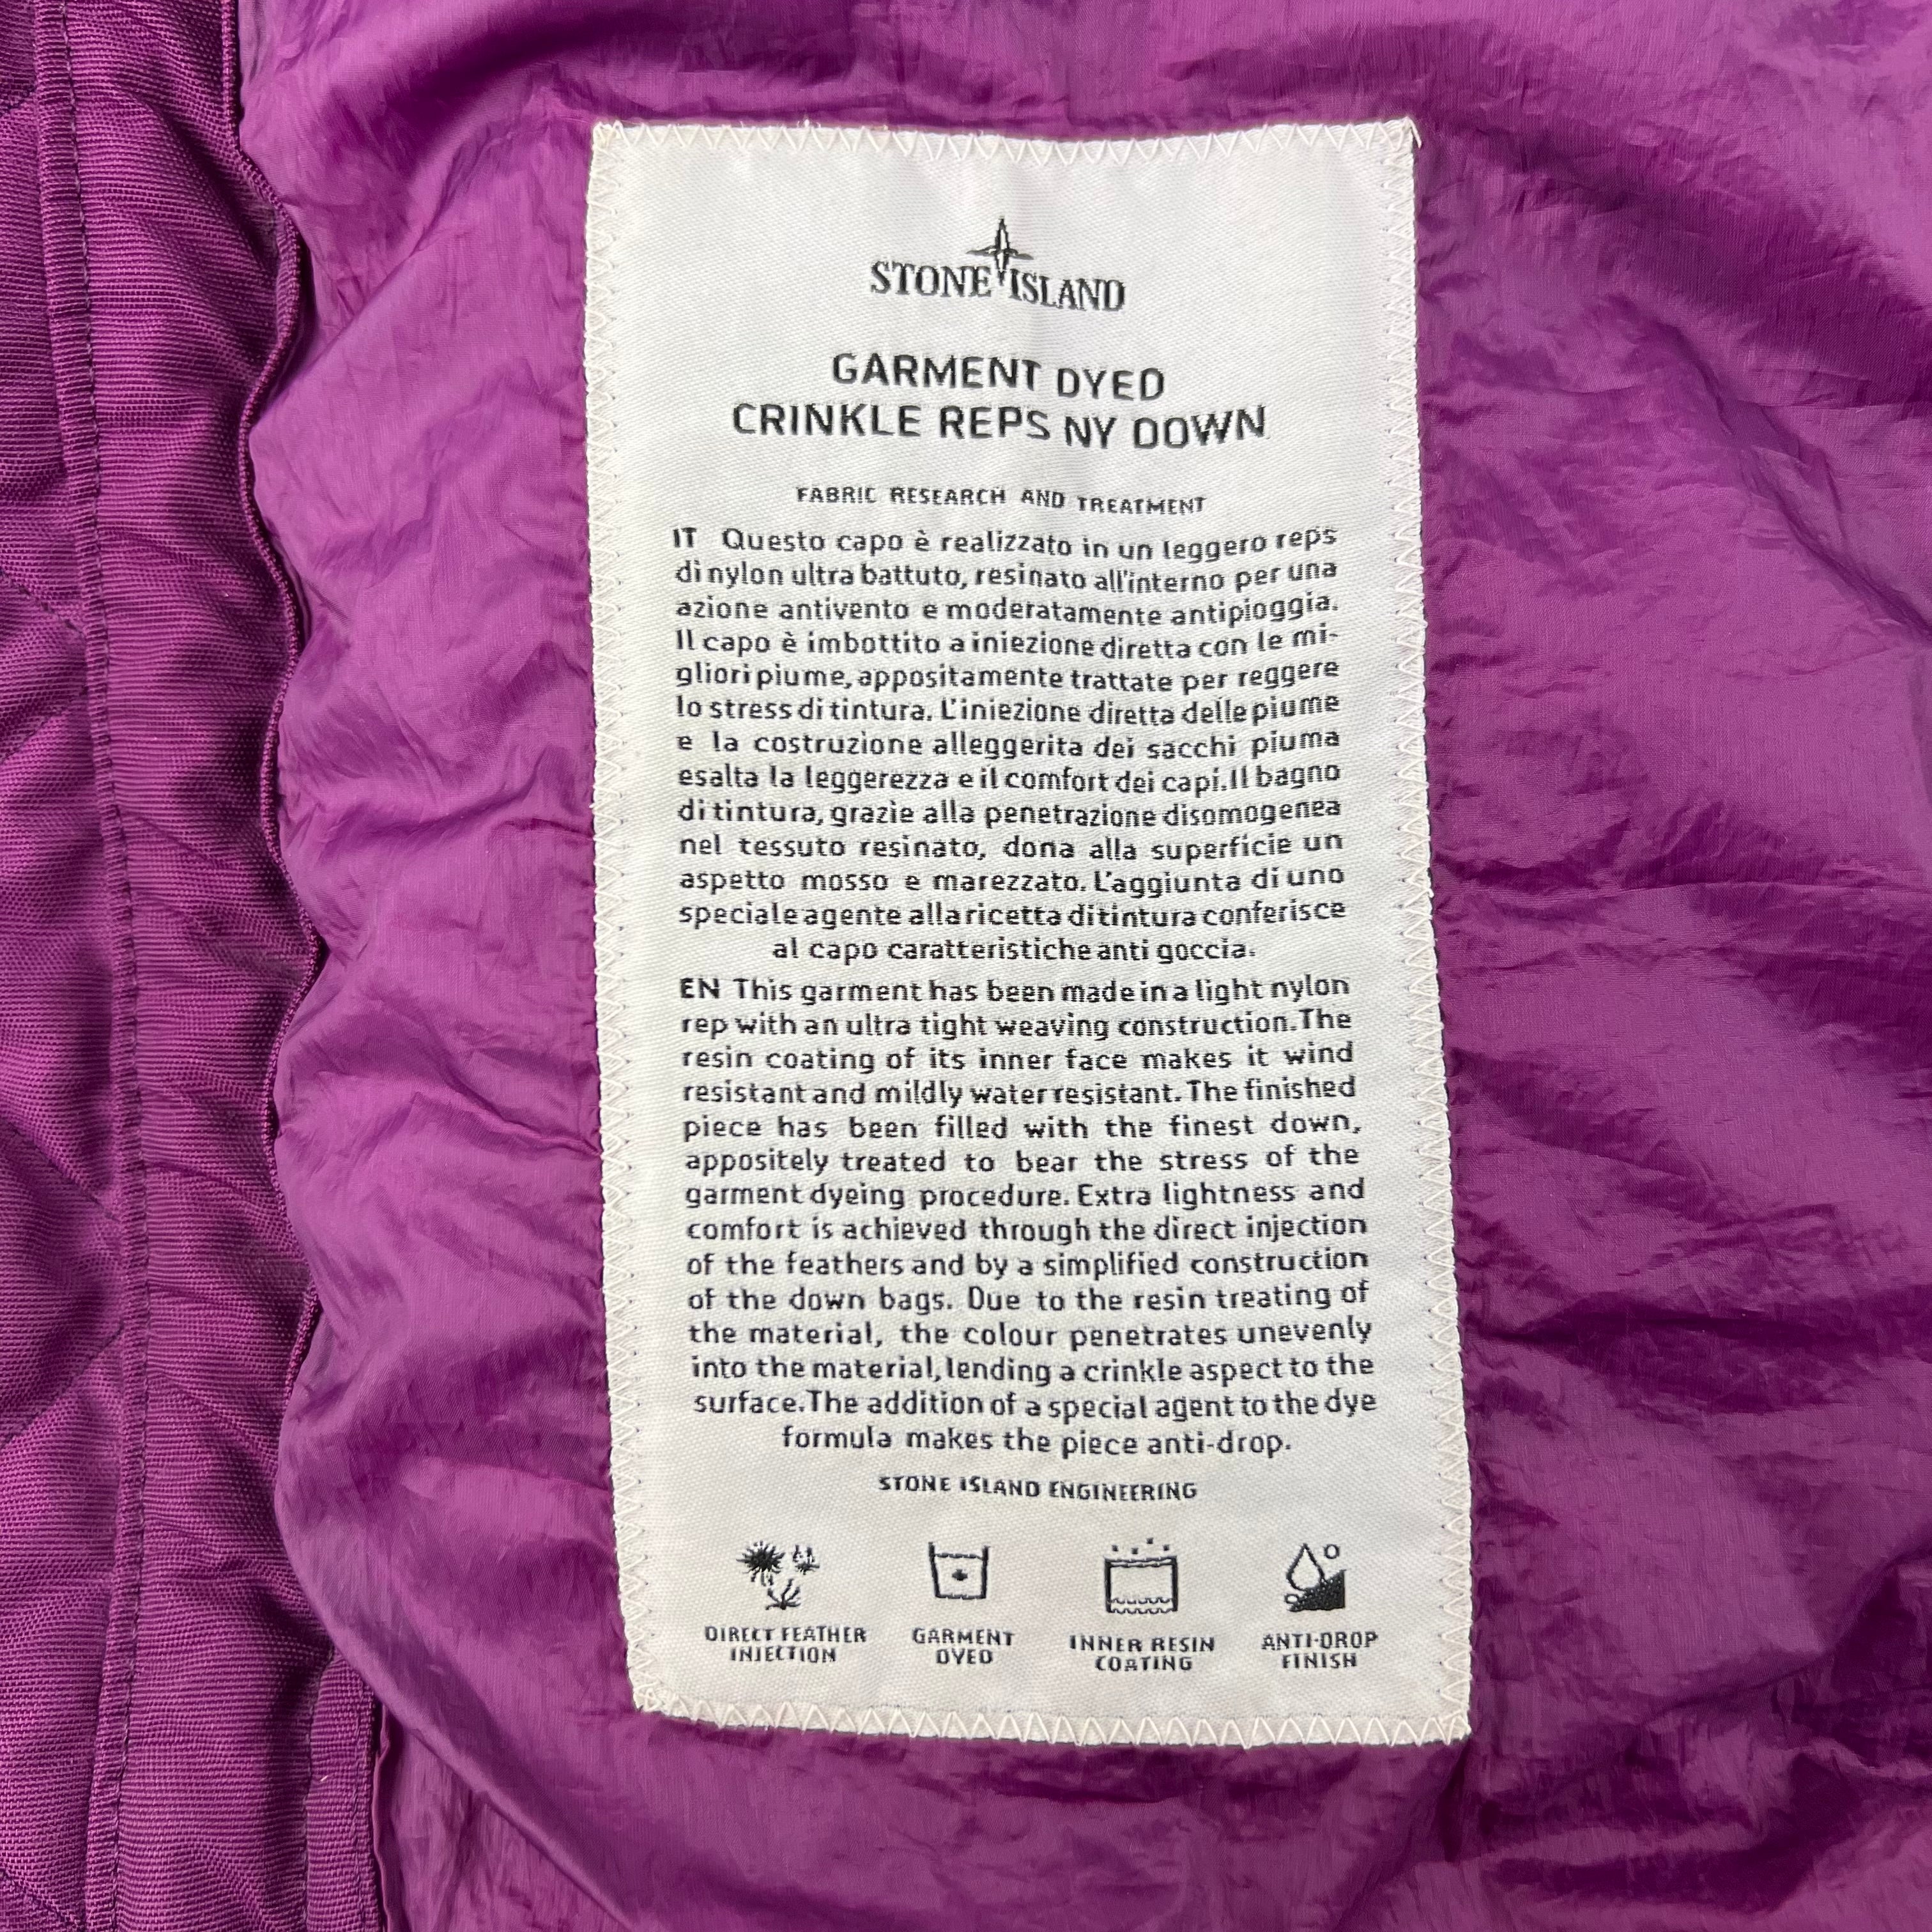 STONE ISLAND
GARMENT DYED
CRINKLE REPS NY DOWN
FABRIC RESEARCH AND TREATMENT
IT Questo capo è realizzato in un leggero reps
di nylon ultra battuto, resinato all'interno per una
azione antivento e moderatamente antipioggia.
Il capo è imbottito a iniezione diretta con le mi-
gliori piume, appositamente trattate per reggere
lo stress di tintura. L'iniezione diretta delle piume
e la costruzione alleggerita dei sacchi piuma
esalta la leggerezza e il comfort dei capi. Il bagno
di tintura, grazie alla penetrazione disomogenea
nel tessuto resinato, dona alla superficie un
aspetto mosso e marezzato. L'aggiunta di uno
speciale agente alla ricetta di tintura conferisce
al capo caratteristiche anti goccia.
EN This garment has been made in a light nylon
rep with an ultra tight weaving construction. The
resin coating of its inner face makes it wind
resistant and mildly water resistant. The finished
piece has been filled with the finest down,
appositely treated to bear the stress of the
garment dyeing procedure. Extra lightness and
comfort is achieved through the direct injection
of the feathers and by a simplified construction
of the down bags. Due to the resin treating of
the material, the colour penetrates unevenly
into the material, lending a crinkle aspect to the
surface. The addition of a special agent to the dye
formula makes the piece anti-drop.
STONE ISLAND ENGINEERING
DIRECT FEATHER
INJECTION
GARMENT
DYED
INNER RESIN
COATING
ANTI-DROP
FINISH